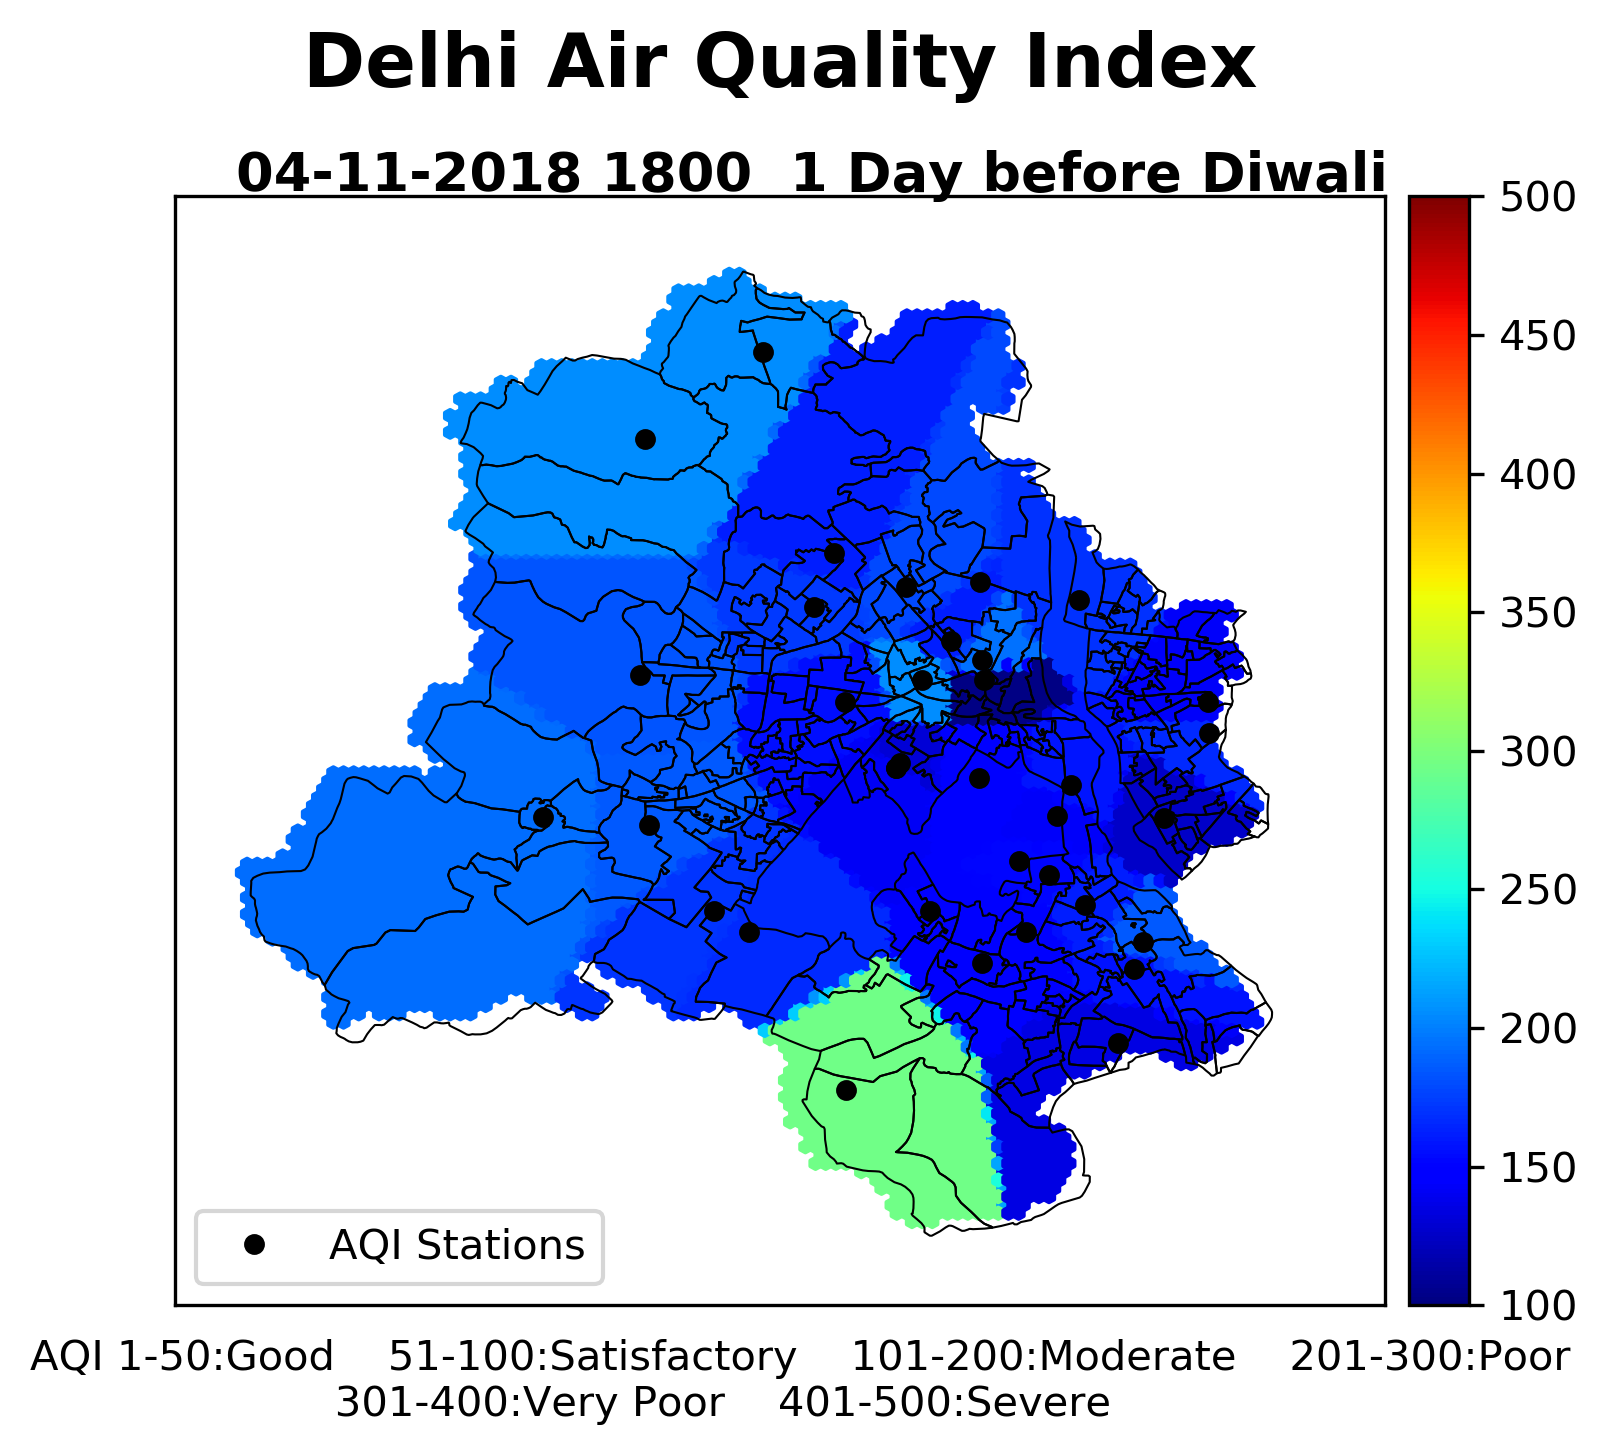 Delhi Air Quality Index
04-11-2018 1800  1 Day before Diwali
500
450
400
350
300
250
200
150
100
AQI Stations
AQI 1-50:Good    51-100:Satisfactory    101-200:Moderate    201-300:Poor
301-400:Very Poor    401-500:Severe